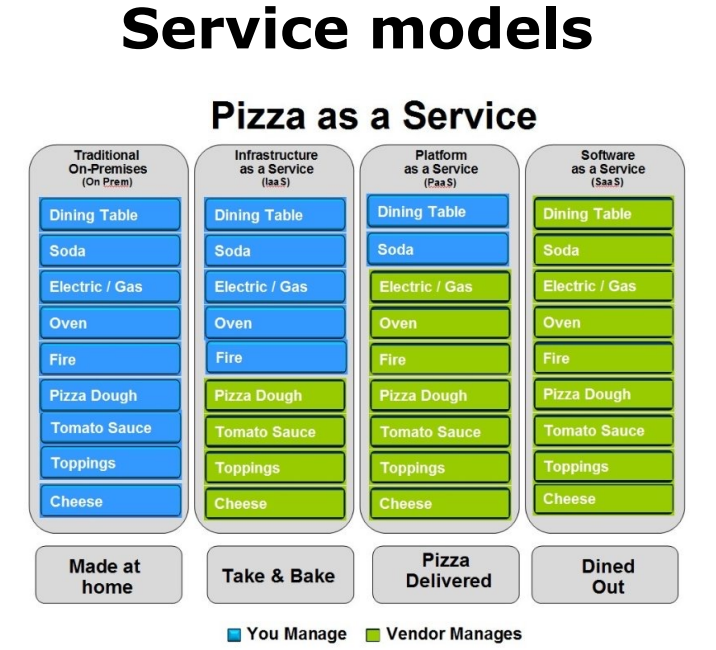 Service models
Pizza as a Service
Traditional
On-Premises
(On Prem)
Dining Table
Soda
Electric / Gas
Oven
Fire
Pizza Dough
Tomato Sauce
Toppings
Cheese
Made at
home
Infrastructure
as a Service
(IaaS)
Dining Table
Soda
Electric / Gas
Oven
Fire
Pizza Dough
Tomato Sauce
Toppings
Cheese
Take & Bake
Platform
as a Service
(PaaS)
Dining Table
Soda
Electric / Gas
Oven
Fire
Pizza Dough
Tomato Sauce
Toppings
Cheese
Pizza
Delivered
Software
as a Service
(SaaS)
Dining Table
Soda
Electric / Gas
Oven
Fire
Pizza Dough
Tomato Sauce
Toppings
Cheese
Dined
Out
You Manage
Vendor Manages